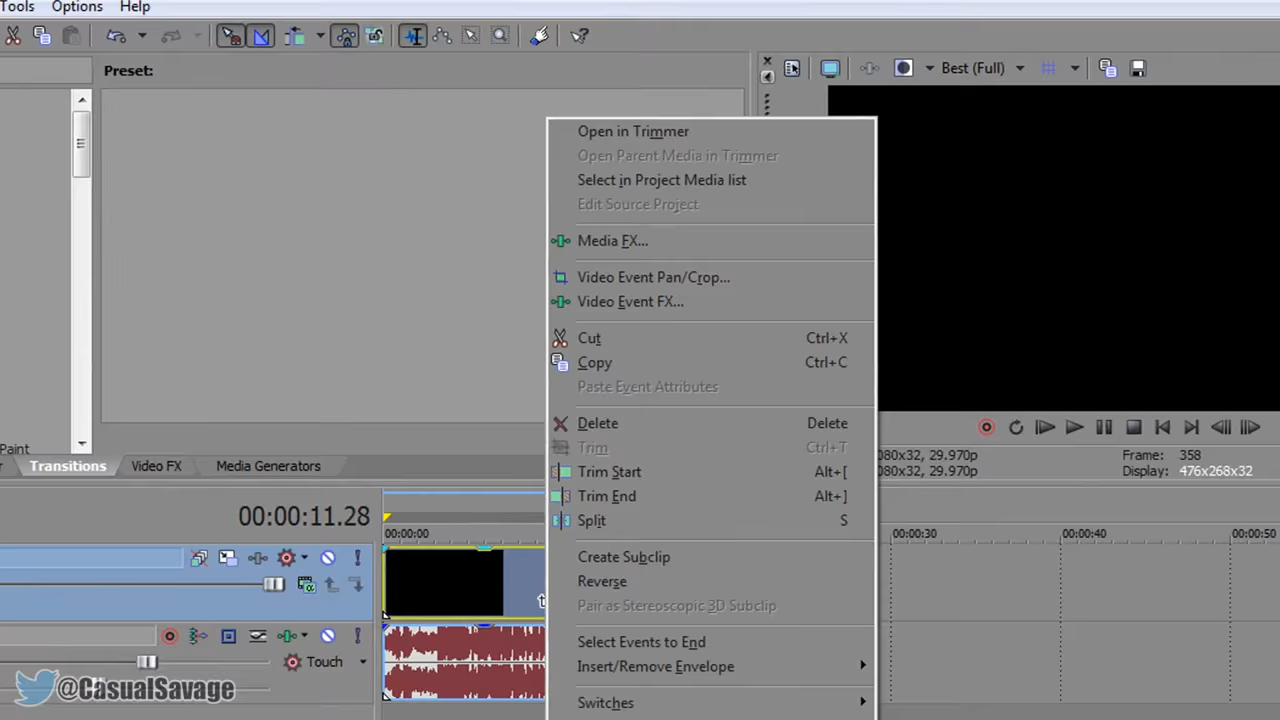 Tools Options Help
Preset:
Best (Full)
Open in Trimmer
Open Parent Media in Trimmer
Select in Project Media list
Edit Source Project
Media FX...
Video Event Pan/Crop...
Video Event FX...
Cut Ctrl+X
Copy Ctrl+C
Paste Event Attributes
Delete Delete
Trim Ctrl+T
Trim Start Alt+[
Trim End Alt+]
Split S
Create Subclip
Reverse
Pair as Stereoscopic 3D Subclip
Select Events to End
Insert/Remove Envelope
Switches
Paint
Transitions Video FX Media Generators
080x32, 29.970p Frame: 358
080x32, 29.970p Display: 476x268x32
00:00:11.28
00:00:00 00:00:30 00:00:40 00:00:50
Touch
@CasualSavage